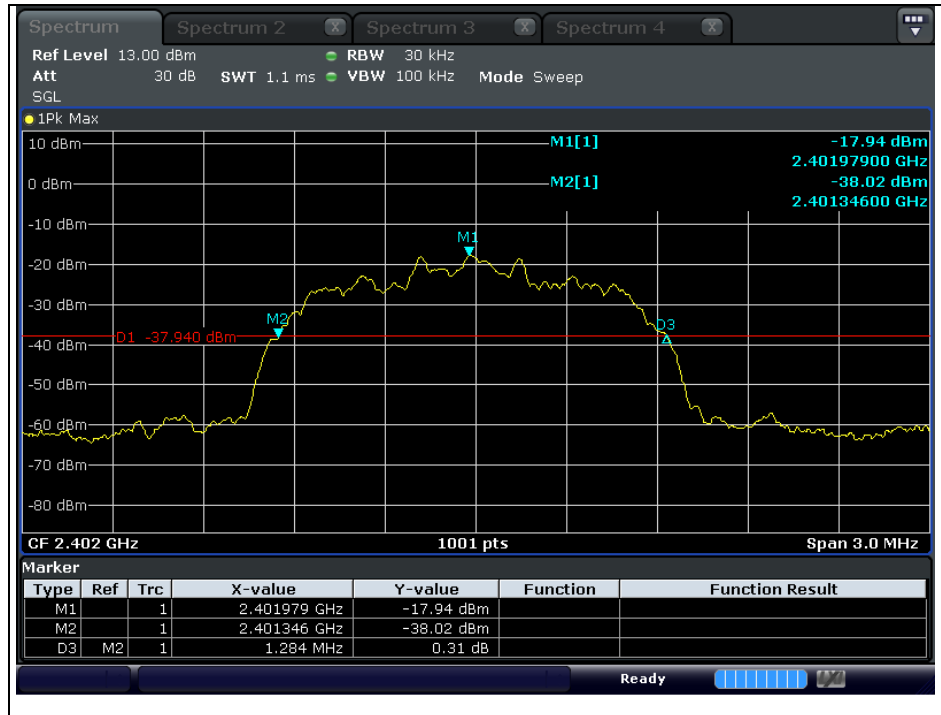 Spectrum Spectrum 2 X Spectrum 3 X Spectrum 4 X
Ref Level 13.00 dBm RBW 30 kHz
Att 30 dB SWT 1.1 ms VBW 100 kHz Mode Sweep
SGL
1Pk Max
10 dBm M1[1] -17.94 dBm
2.40197900 GHz
0 dBm M2[1] -38.02 dBm
2.40134600 GHz
-10 dBm
M1
-20 dBm
-30 dBm
M2 D3
D1 -37.940 dBm
-40 dBm
-50 dBm
-60 dBm
-70 dBm
-80 dBm
CF 2.402 GHz 1001 pts Span 3.0 MHz
Marker
Type Ref Trc X-value Y-value Function Function Result
M1 1 2.401979 GHz -17.94 dBm
M2 1 2.401346 GHz -38.02 dBm
D3 M2 1 1.284 MHz 0.31 dB
Ready